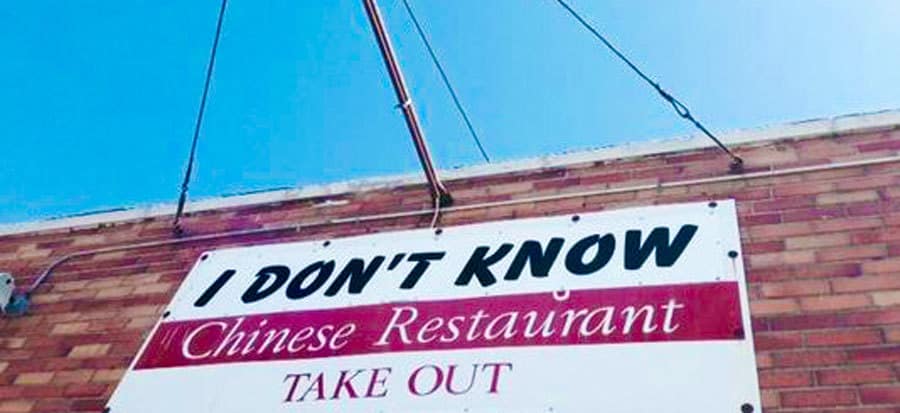 I DON'T KNOW
Chinese Restaurant
TAKE OUT